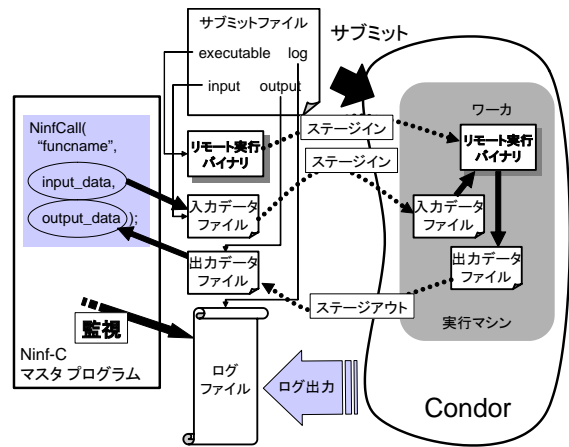 サブミットファイル
executable log
input output
サブミット
NinfCall(
“funcname”,
input_data,
output_data);
リモート実行
バイナリ
ステージイン
ステージイン
入力データ
ファイル
出力データ
ファイル
ワーカ
リモート実行
バイナリ
入力データ
ファイル
出力データ
ファイル
ステージアウト
実行マシン
監視
Ninf-C
マスタ プログラム
ログ
ファイル
ログ出力
Condor